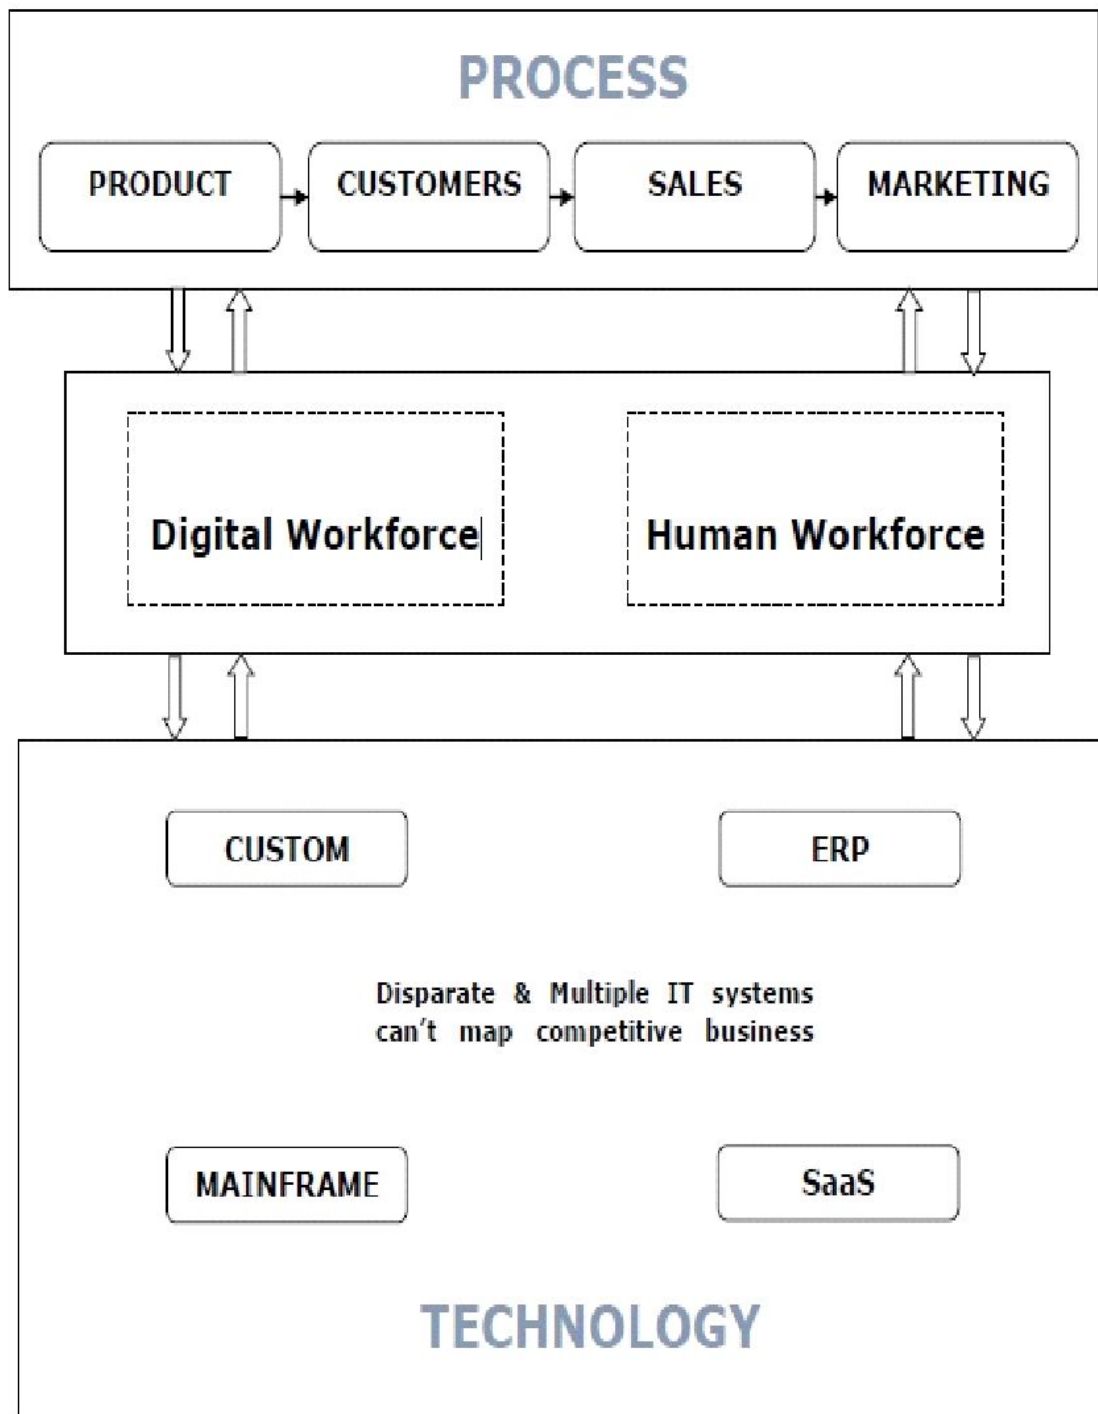 PROCESS
PRODUCT CUSTOMERS SALES MARKETING
Digital Workforce Human Workforce
CUSTOM ERP
Disparate & Multiple IT systems
can't map competitive business
MAINFRAME SaaS
TECHNOLOGY